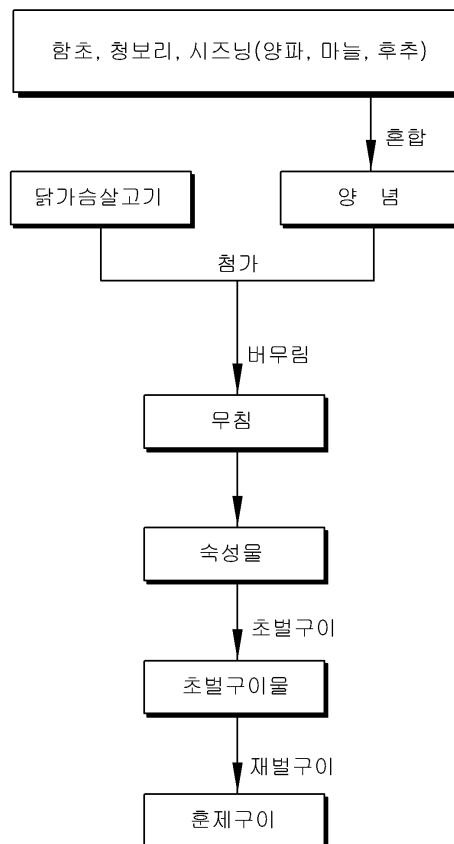 함초, 청보리, 시즈닝(양파, 마늘, 후추)
혼합
닭가슴살고기
양 념
첨가
버무림
무침
숙성물
초벌구이
초벌구이물
재벌구이
훈제구이